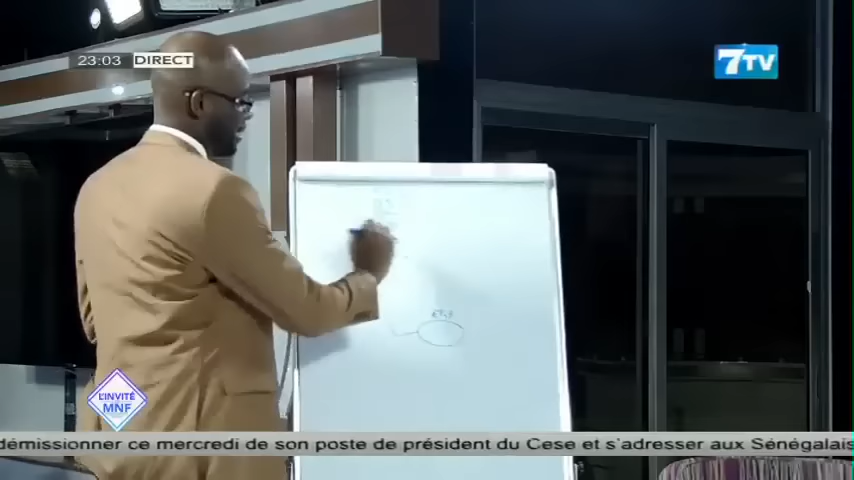 23:03 DIRECT
7TV
L'INVITÉ
MNF
démissionner ce mercredi de son poste de président du Cese et s'adresser aux Sénégalais